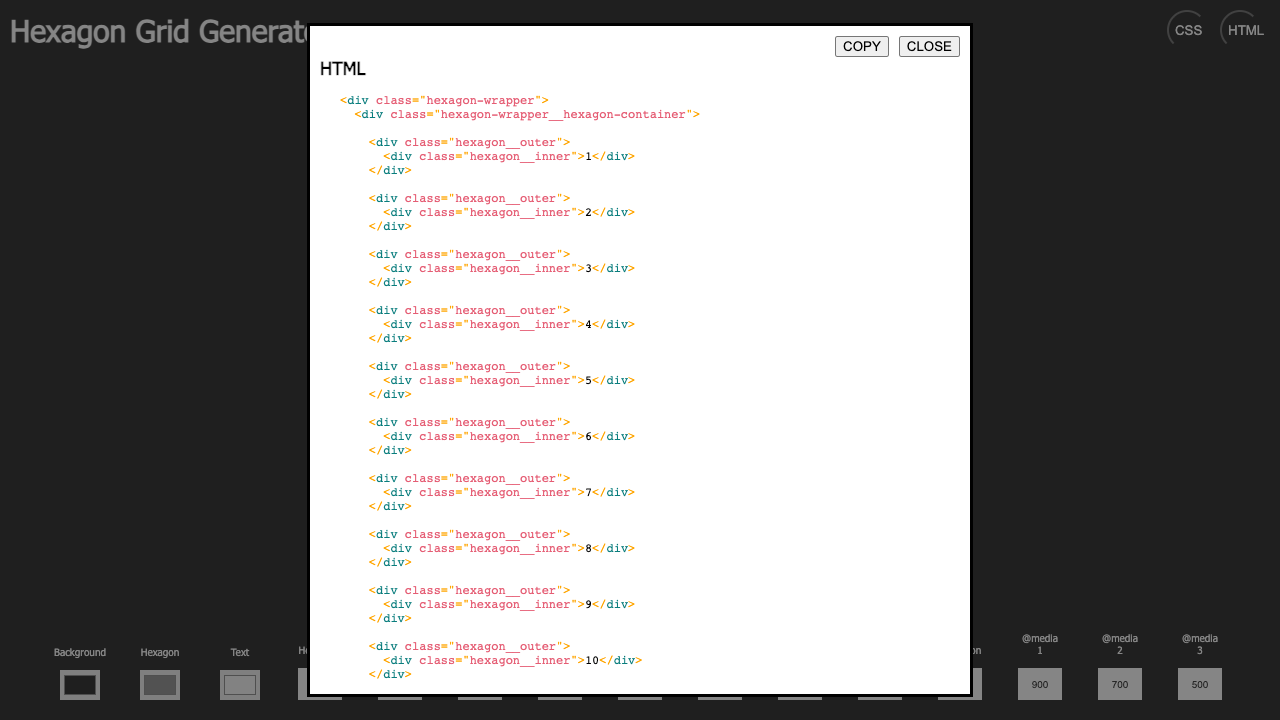 Hexagon Grid Generato
CSS
HTML
COPY
CLOSE
HTML
<div class="hexagon-wrapper">
<div class="hexagon-wrapper__hexagon-container">
<div class="hexagon__outer">
<div class="hexagon__inner">1</div>
</div>
<div class="hexagon__outer">
<div class="hexagon__inner">2</div>
</div>
<div class="hexagon__outer">
<div class="hexagon__inner">3</div>
</div>
<div class="hexagon__outer">
<div class="hexagon__inner">4</div>
</div>
<div class="hexagon__outer">
<div class="hexagon__inner">5</div>
</div>
<div class="hexagon__outer">
<div class="hexagon__inner">6</div>
</div>
<div class="hexagon__outer">
<div class="hexagon__inner">7</div>
</div>
<div class="hexagon__outer">
<div class="hexagon__inner">8</div>
</div>
<div class="hexagon__outer">
<div class="hexagon__inner">9</div>
</div>
<div class="hexagon__outer">
<div class="hexagon__inner">10</div>
</div>
Background
Hexagon
Text
@media
1
@media
2
@media
3
900
700
500